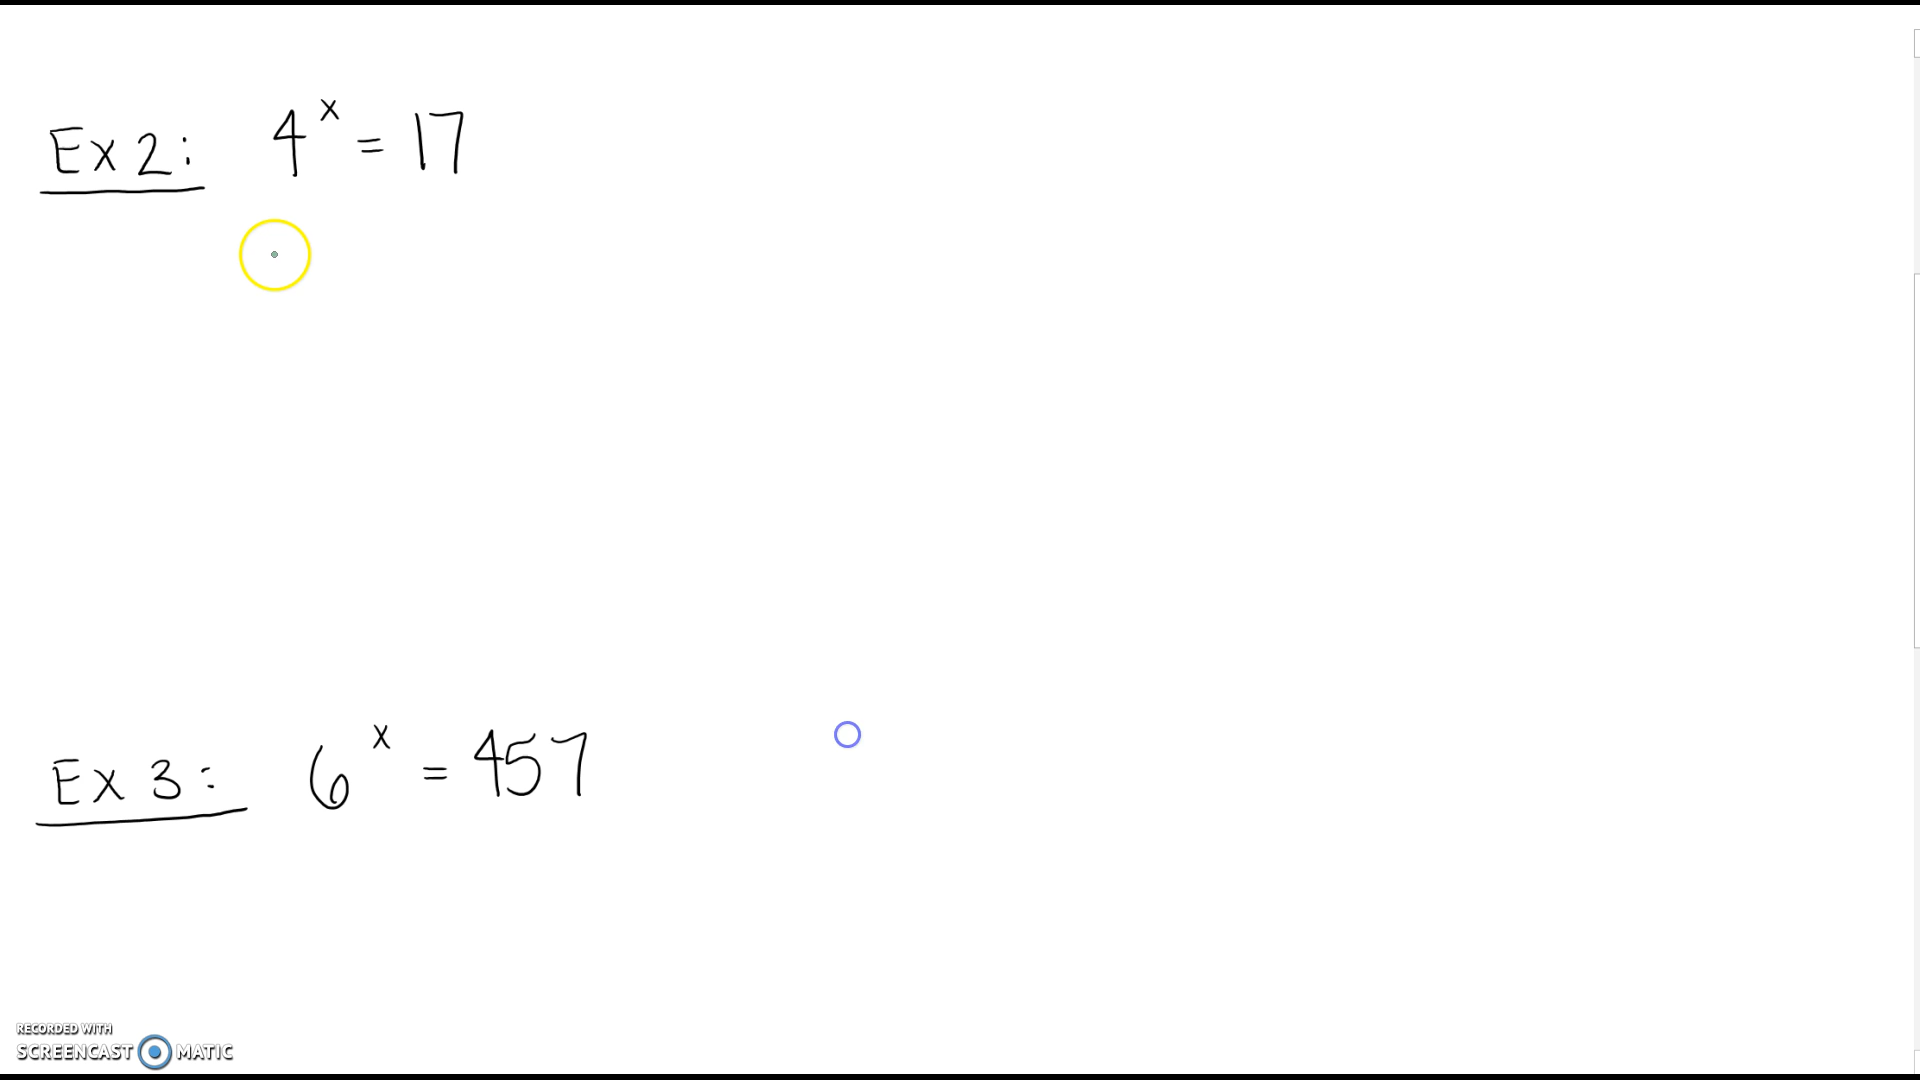 Ex 2: 4^x = 17
Ex 3: 6^x = 457
RECORDED WITH
SCREENCAST MATIC